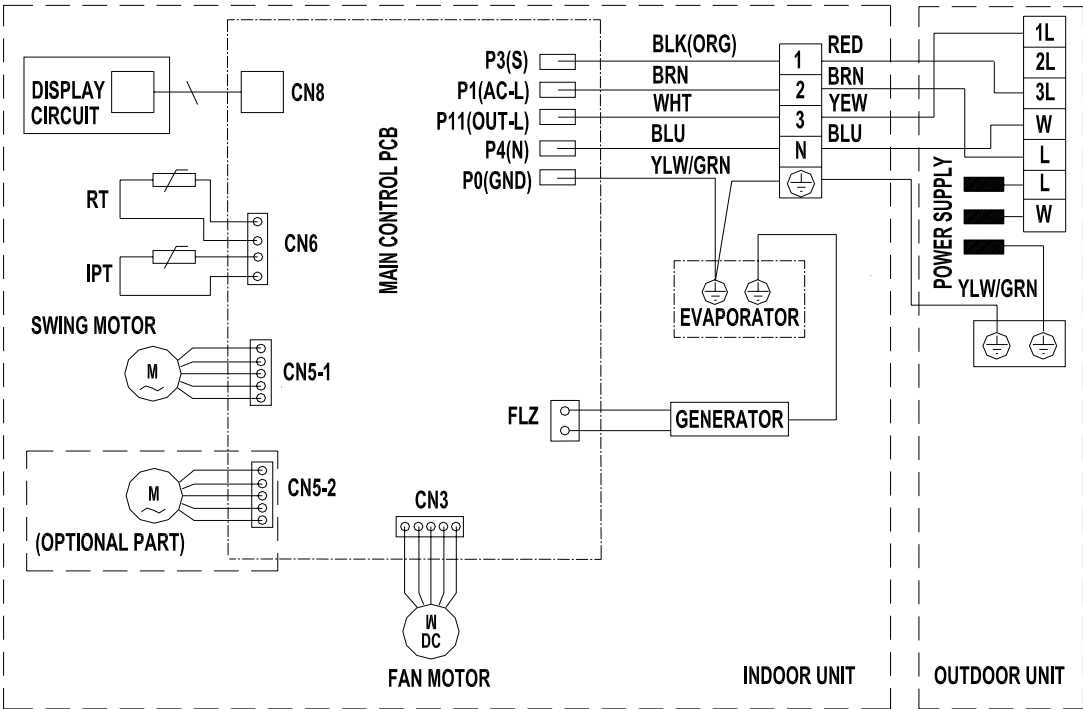 DISPLAY
CIRCUIT
CN8
RT
IPT
CN6
SWING MOTOR
M
CN5-1
M
CN5-2
(OPTIONAL PART)
MAIN CONTROL PCB
P3(S)
P1(AC-L)
P11(OUT-L)
P4(N)
P0(GND)
BLK(ORG)
BRN
WHT
BLU
YLW/GRN
1
2
3
N
RED
BRN
YEW
BLU
EVAPORATOR
FLZ
GENERATOR
CN3
M
DC
FAN MOTOR
INDOOR UNIT
1L
2L
3L
W
L
L
W
POWER SUPPLY
YLW/GRN
OUTDOOR UNIT